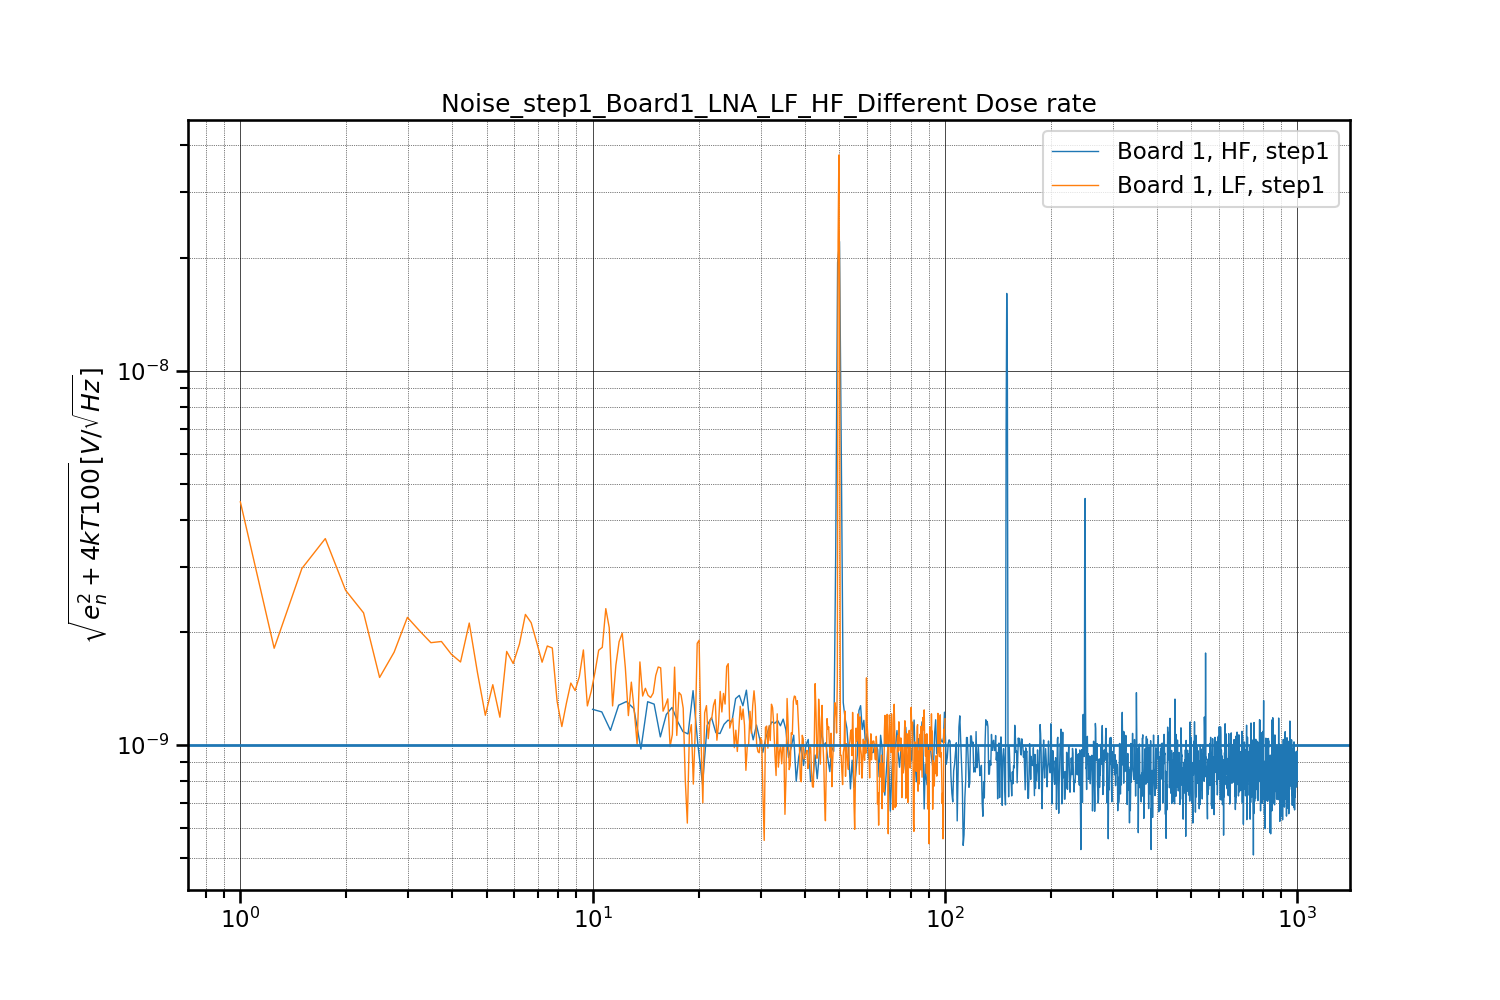 Noise_step1_Board1_LNA_LF_HF_Different Dose rate
Board 1, HF, step1
Board 1, LF, step1
√(eₙ² + 4kT100) [V/√Hz]
10⁻⁸
10⁻⁹
10⁰ 10¹ 10² 10³